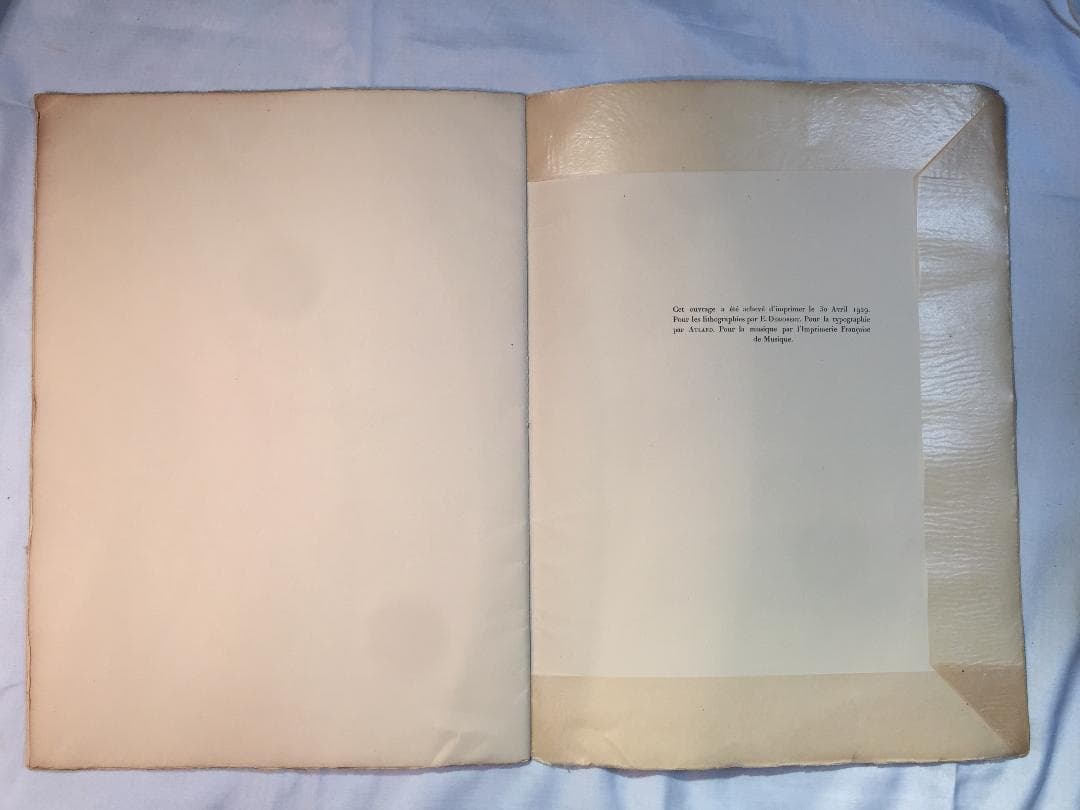 Cet ouvrage a été achevé d'imprimer le 30 Avril 1929.
Pour les lithographies par E. Desjobert. Pour la typographie
par Aulard. Pour la musique par l'Imprimerie Française
de Musique.